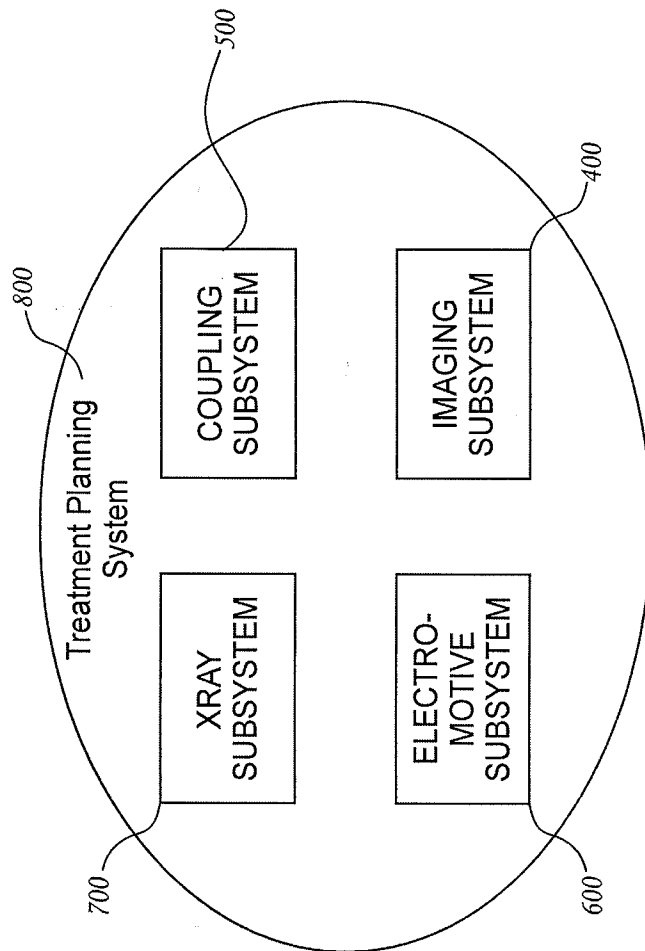 800
Treatment Planning
System
700
XRAY
SUBSYSTEM
COUPLING
SUBSYSTEM
500
ELECTRO-
MOTIVE
SUBSYSTEM
600
IMAGING
SUBSYSTEM
400